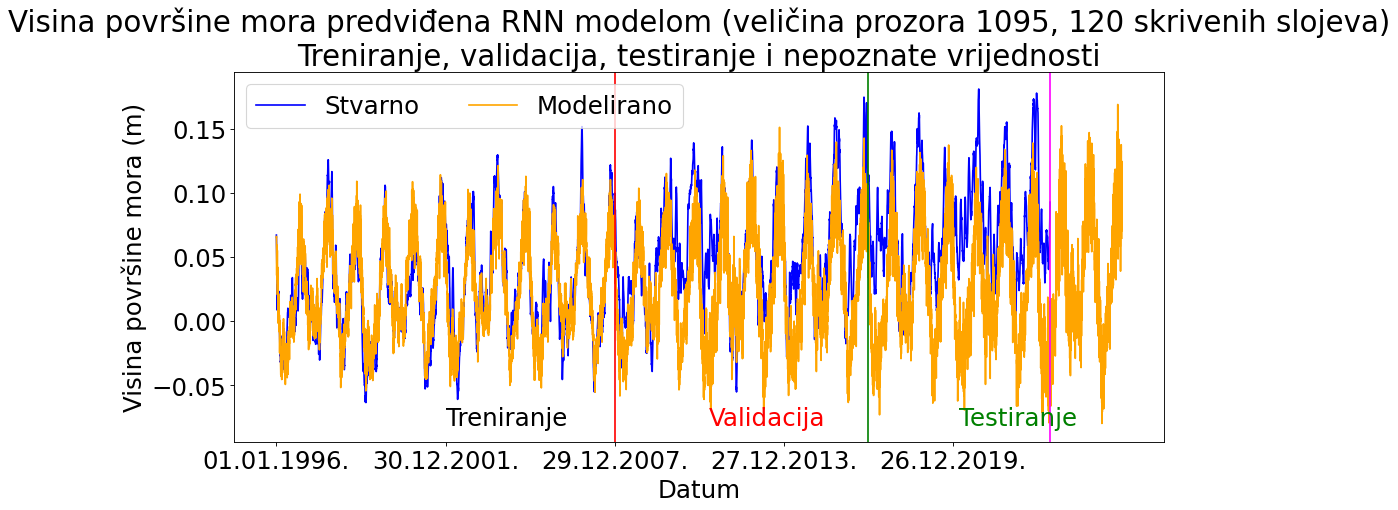 Visina površine mora predviđena RNN modelom (veličina prozora 1095, 120 skrivenih slojeva)
Treniranje, validacija, testiranje i nepoznate vrijednosti
Stvarno Modelirano
Visina površine mora (m)
0.15
0.10
0.05
0.00
−0.05
Treniranje Validacija Testiranje
01.01.1996. 30.12.2001. 29.12.2007. 27.12.2013. 26.12.2019.
Datum